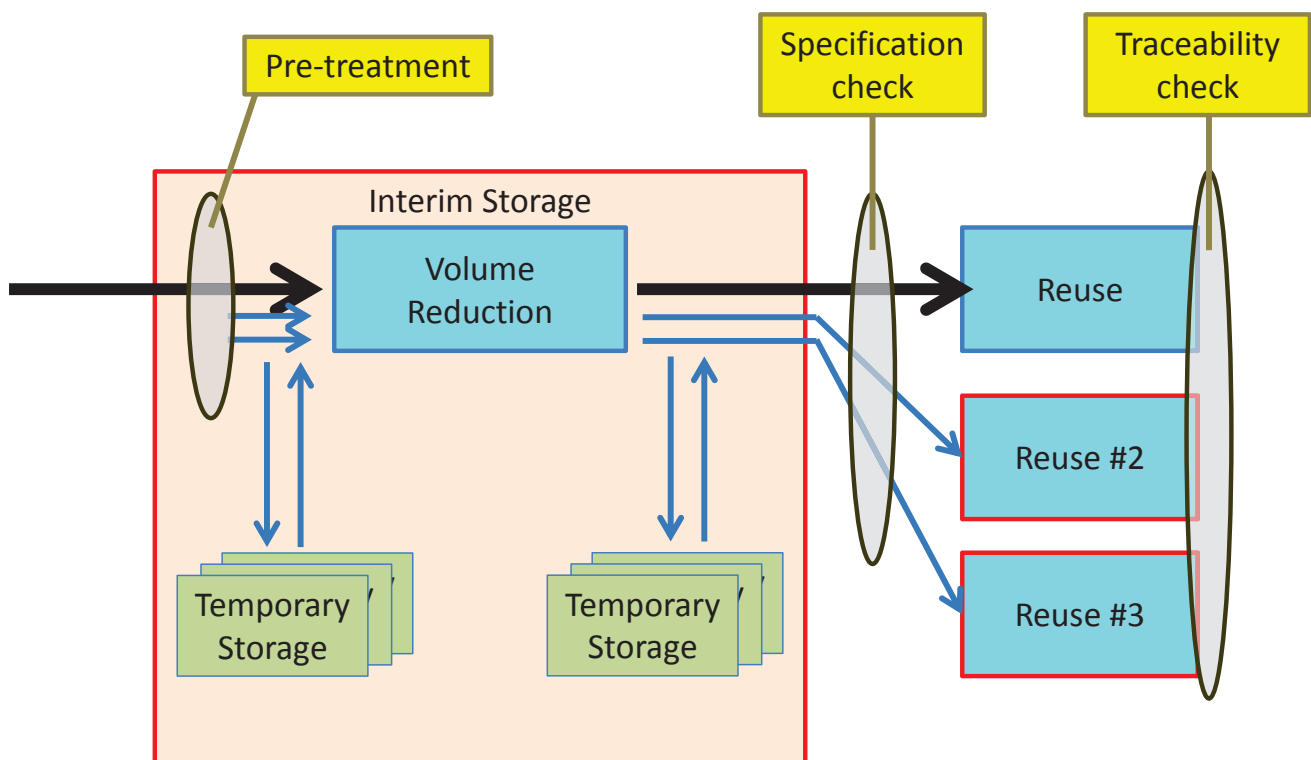 Pre-treatment
Specification
check
Traceability
check
Interim Storage
Volume
Reduction
Reuse
Reuse #2
Reuse #3
Temporary
Storage
Temporary
Storage